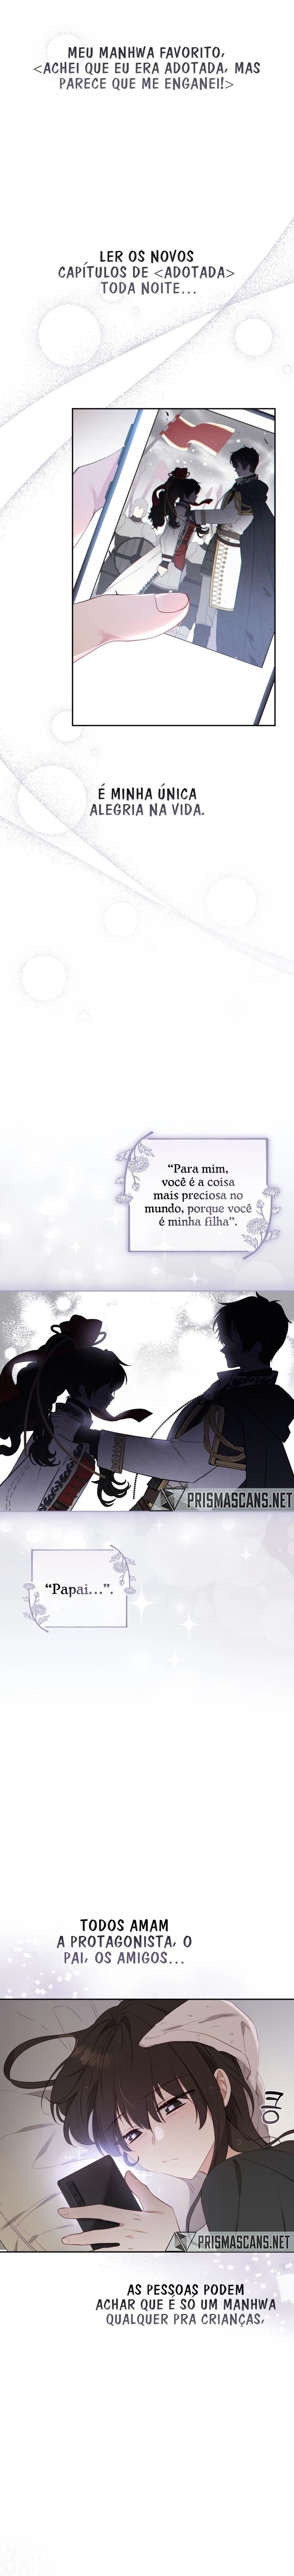 MEU MANHWA FAVORITO,
<ACHEI QUE EU ERA ADOTADA, MAS
PARECE QUE ME ENGANEI!>
LER OS NOVOS
CAPÍTULOS DE <ADOTADA>
TODA NOITE...
É MINHA ÚNICA
ALEGRIA NA VIDA.
"Para mim,
você é a coisa
mais preciosa no
mundo, porque você
é minha filha".
PRISMASCANS.NET
"Papai...".
TODOS AMAM
A PROTAGONISTA, O
PAI, OS AMIGOS...
PRISMASCANS.NET
AS PESSOAS PODEM
ACHAR QUE É SÓ UM MANHWA
QUALQUER PRA CRIANÇAS,